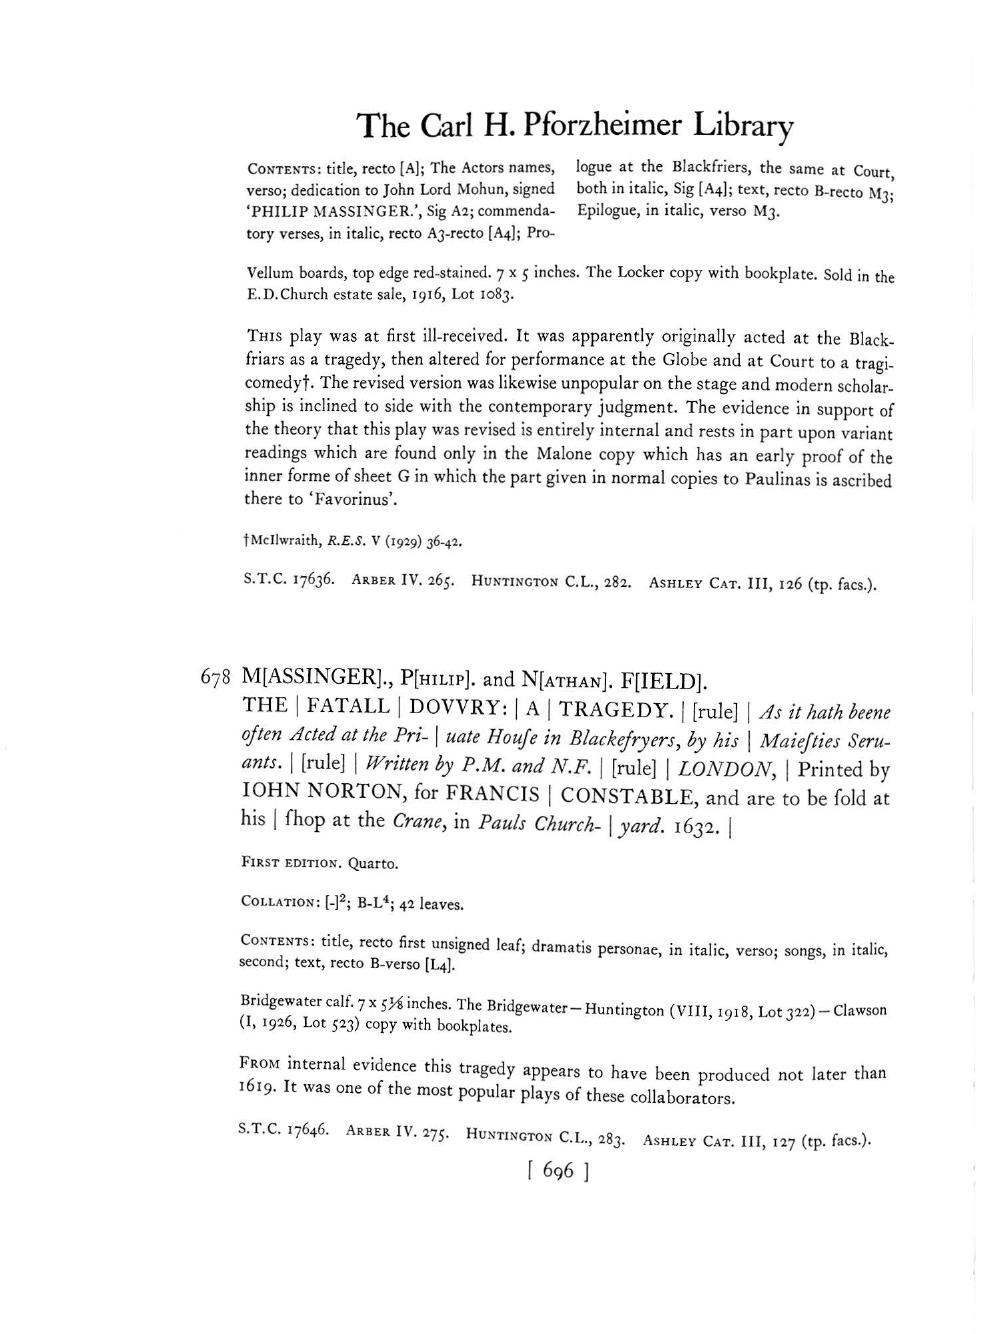 The Carl H. Pforzheimer Library
CONTENTS: title, recto [A]; The Actors names,
verso; dedication to John Lord Mohun, signed
‘PHILIP MASSINGER.’, Sig A2; commenda-
tory verses, in italic, recto A3-recto [A4]; Pro-
logue at the Blackfriers, the same at Court,
both in italic, Sig [A4]; text, recto B-recto M3;
Epilogue, in italic, verso M3.
Vellum boards, top edge red-stained. 7 x 5 inches. The Locker copy with bookplate. Sold in the
E.D.Church estate sale, 1916, Lot 1083.
THIS play was at first ill-received. It was apparently originally acted at the Black-
friars as a tragedy, then altered for performance at the Globe and at Court to a tragi-
comedy†. The revised version was likewise unpopular on the stage and modern scholar-
ship is inclined to side with the contemporary judgment. The evidence in support of
the theory that this play was revised is entirely internal and rests in part upon variant
readings which are found only in the Malone copy which has an early proof of the
inner forme of sheet G in which the part given in normal copies to Paulinas is ascribed
there to ‘Favorinus’.
†McIlwraith, R.E.S. V (1929) 36-42.
S.T.C. 17636. ARBER IV. 265. HUNTINGTON C.L., 282. ASHLEY CAT. III, 126 (tp. facs.).
678 M[ASSINGER]., P[HILIP]. and N[ATHAN]. F[IELD].
THE | FATALL | DOVVRY: | A | TRAGEDY. | [rule] | As it hath beene
often Acted at the Pri- | uate Houſe in Blackefryers, by his | Maieſties Seru-
ants. | [rule] | Written by P.M. and N.F. | [rule] | LONDON, | Printed by
IOHN NORTON, for FRANCIS | CONSTABLE, and are to be ſold at
his | ſhop at the Crane, in Pauls Church- | yard. 1632. |
FIRST EDITION. Quarto.
COLLATION: [-]²; B-L⁴; 42 leaves.
CONTENTS: title, recto first unsigned leaf; dramatis personae, in italic, verso; songs, in italic,
second; text, recto B-verso [L4].
Bridgewater calf. 7 x 5⅛ inches. The Bridgewater—Huntington (VIII, 1918, Lot 322)—Clawson
(I, 1926, Lot 523) copy with bookplates.
FROM internal evidence this tragedy appears to have been produced not later than
1619. It was one of the most popular plays of these collaborators.
S.T.C. 17646. ARBER IV. 275. HUNTINGTON C.L., 283. ASHLEY CAT. III, 127 (tp. facs.).
[ 696 ]